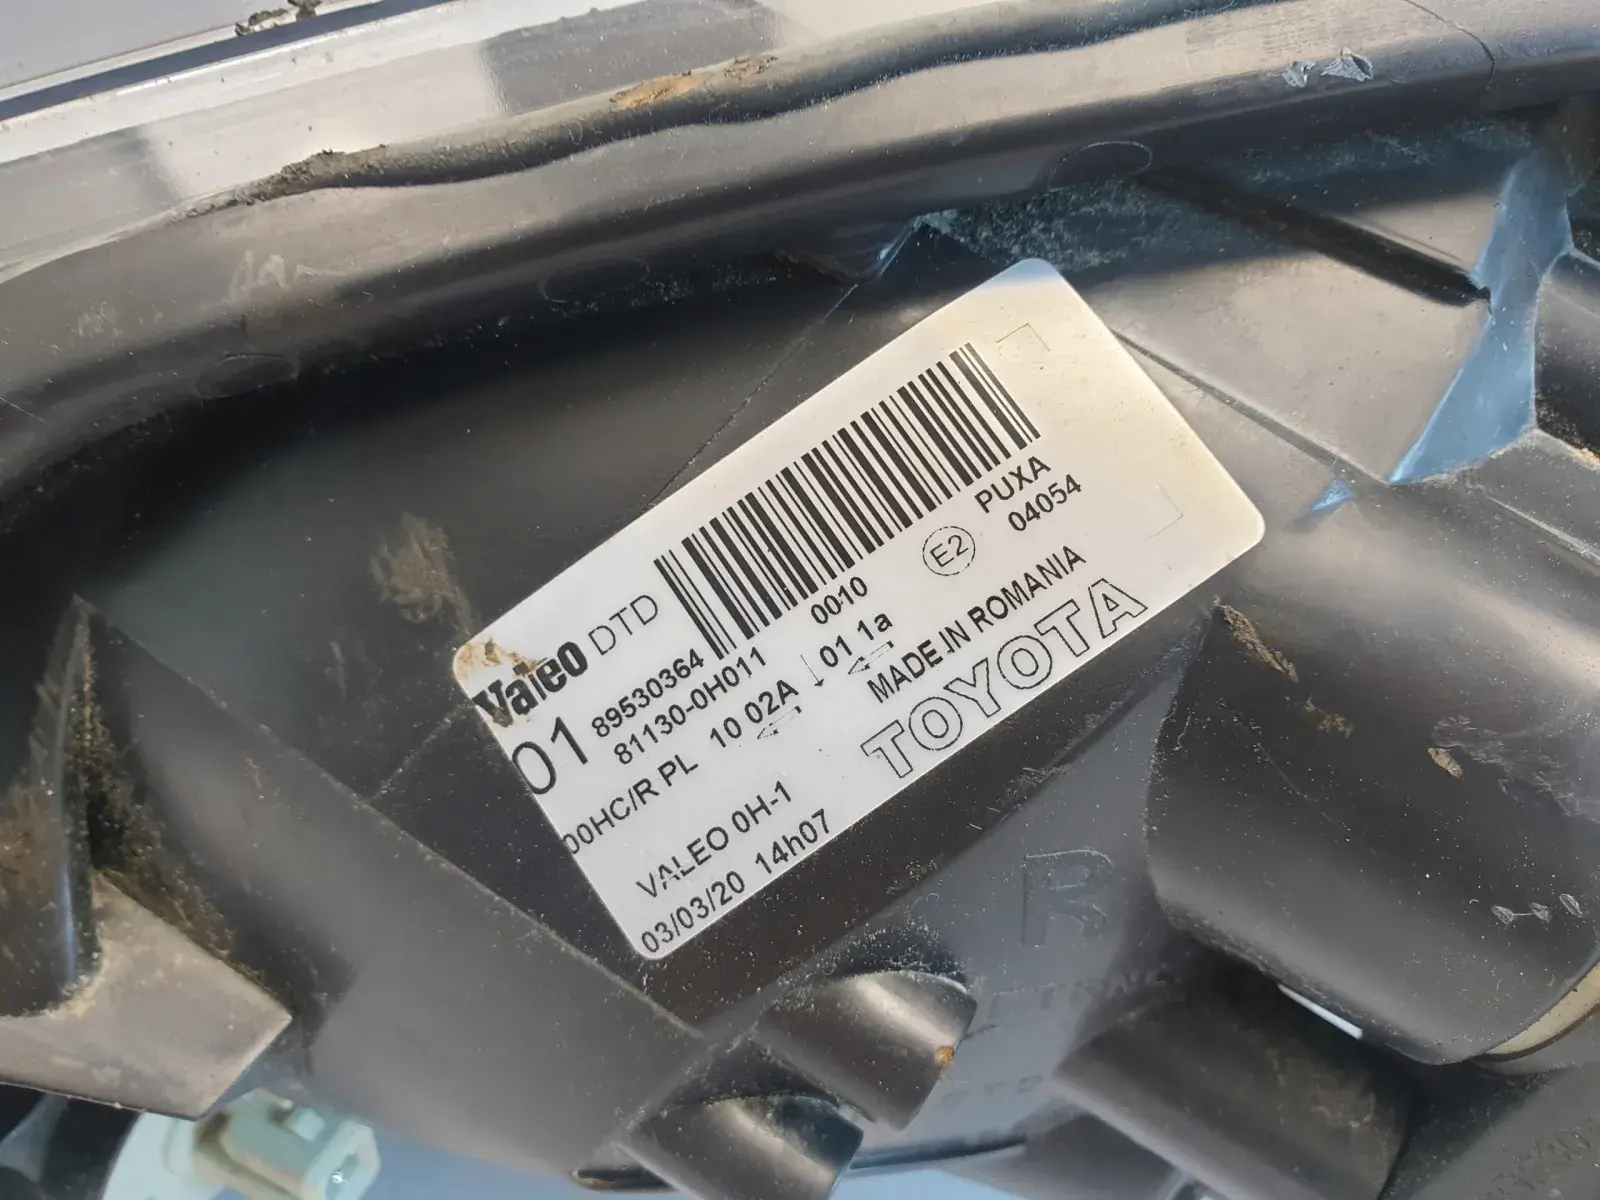 Valeo DTD
01 89530364 0010 E2 PUXA
81130-0H011 04054
00HC/R PL 10 02A 01 1a
MADE IN ROMANIA
VALEO 0H-1 TOYOTA
03/03/20 14h07
R